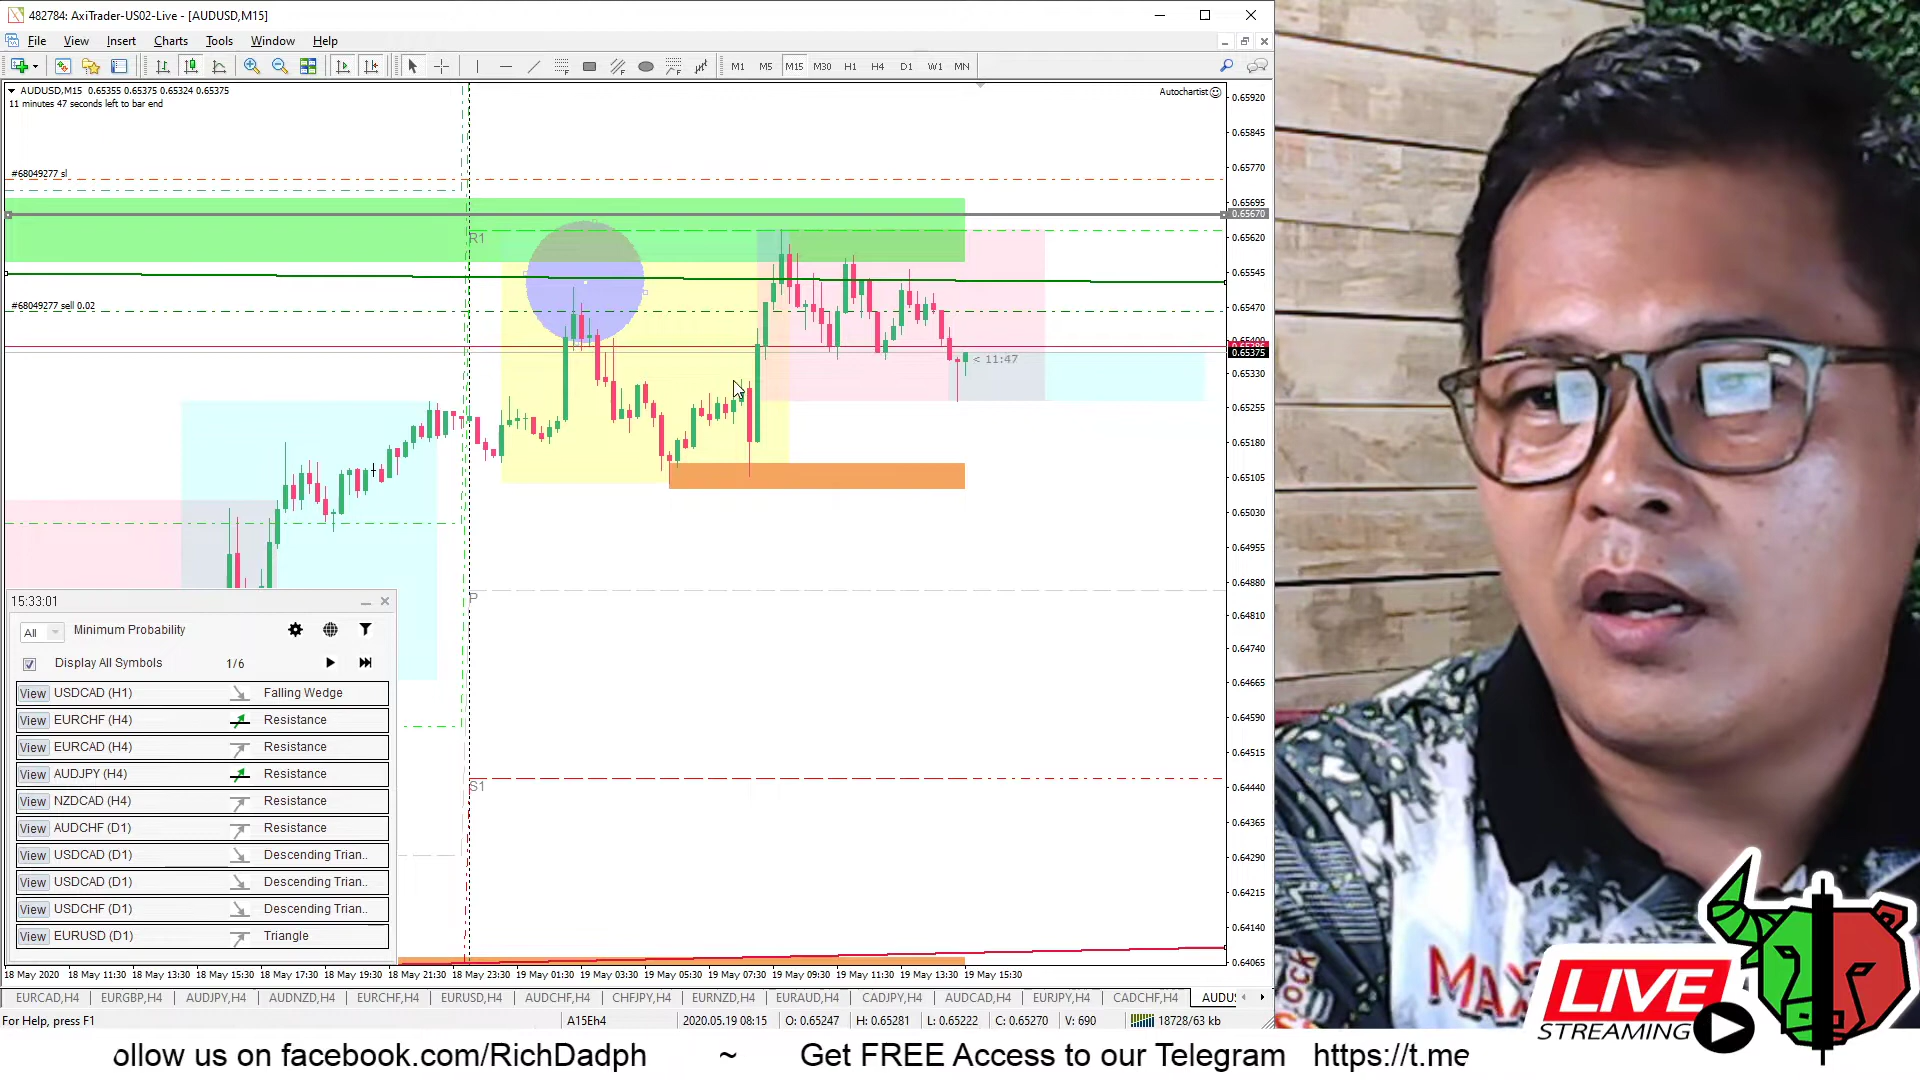 482784: AxiTrader-US02-Live - [AUDUSD,M15]
File View Insert Charts Tools Window Help
M1 M5 M15 M30 H1 H4 D1 W1 MN
AUDUSD,M15 0.65355 0.65375 0.65324 0.65375
Autochartist
11 minutes 47 seconds left to bar end
0.65920
0.65845
#68049277 sl
0.65770
0.65695
0.65670
R1
0.65620
0.65545
#68049277 sell 0.02
0.65470
0.65375
< 11:47
0.65330
0.65255
0.65180
0.65105
0.65030
0.64955
0.64880
P
0.64810
0.64740
0.64665
0.64590
0.64515
S1
0.64440
0.64365
0.64290
0.64215
0.64140
0.64065
15:33:01
All Minimum Probability
Display All Symbols 1/6
View USDCAD (H1) Falling Wedge
View EURCHF (H4) Resistance
View EURCAD (H4) Resistance
View AUDJPY (H4) Resistance
View NZDCAD (H4) Resistance
View AUDCHF (D1) Resistance
View USDCAD (D1) Descending Trian..
View USDCAD (D1) Descending Trian..
View USDCHF (D1) Descending Trian..
View EURUSD (D1) Triangle
18 May 2020 18 May 11:30 18 May 13:30 18 May 15:30 18 May 17:30 18 May 19:30 18 May 21:30 18 May 23:30 19 May 01:30 19 May 03:30 19 May 05:30 19 May 07:30 19 May 09:30 19 May 11:30 19 May 13:30 19 May 15:30
EURCAD,H4 EURGBP,H4 AUDJPY,H4 AUDNZD,H4 EURCHF,H4 EURUSD,H4 AUDCHF,H4 CHFJPY,H4 EURNZD,H4 EURAUD,H4 CADJPY,H4 AUDCAD,H4 EURJPY,H4 CADCHF,H4 AUDU
For Help, press F1 A15Eh4 2020.05.19 08:15 O: 0.65247 H: 0.65281 L: 0.65222 C: 0.65270 V: 690 18728/63 kb
LIVE
STREAMING
ollow us on facebook.com/RichDadph ~ Get FREE Access to our Telegram https://t.me